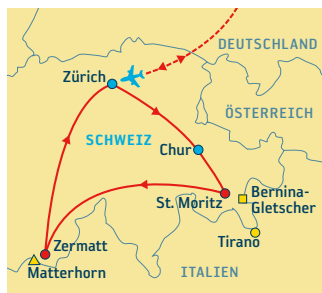 DEUTSCHLAND
Zürich
ÖSTERREICH
SCHWEIZ
Chur
Bernina-
Gletscher
St. Moritz
Tirano
Zermatt
Matterhorn
ITALIEN